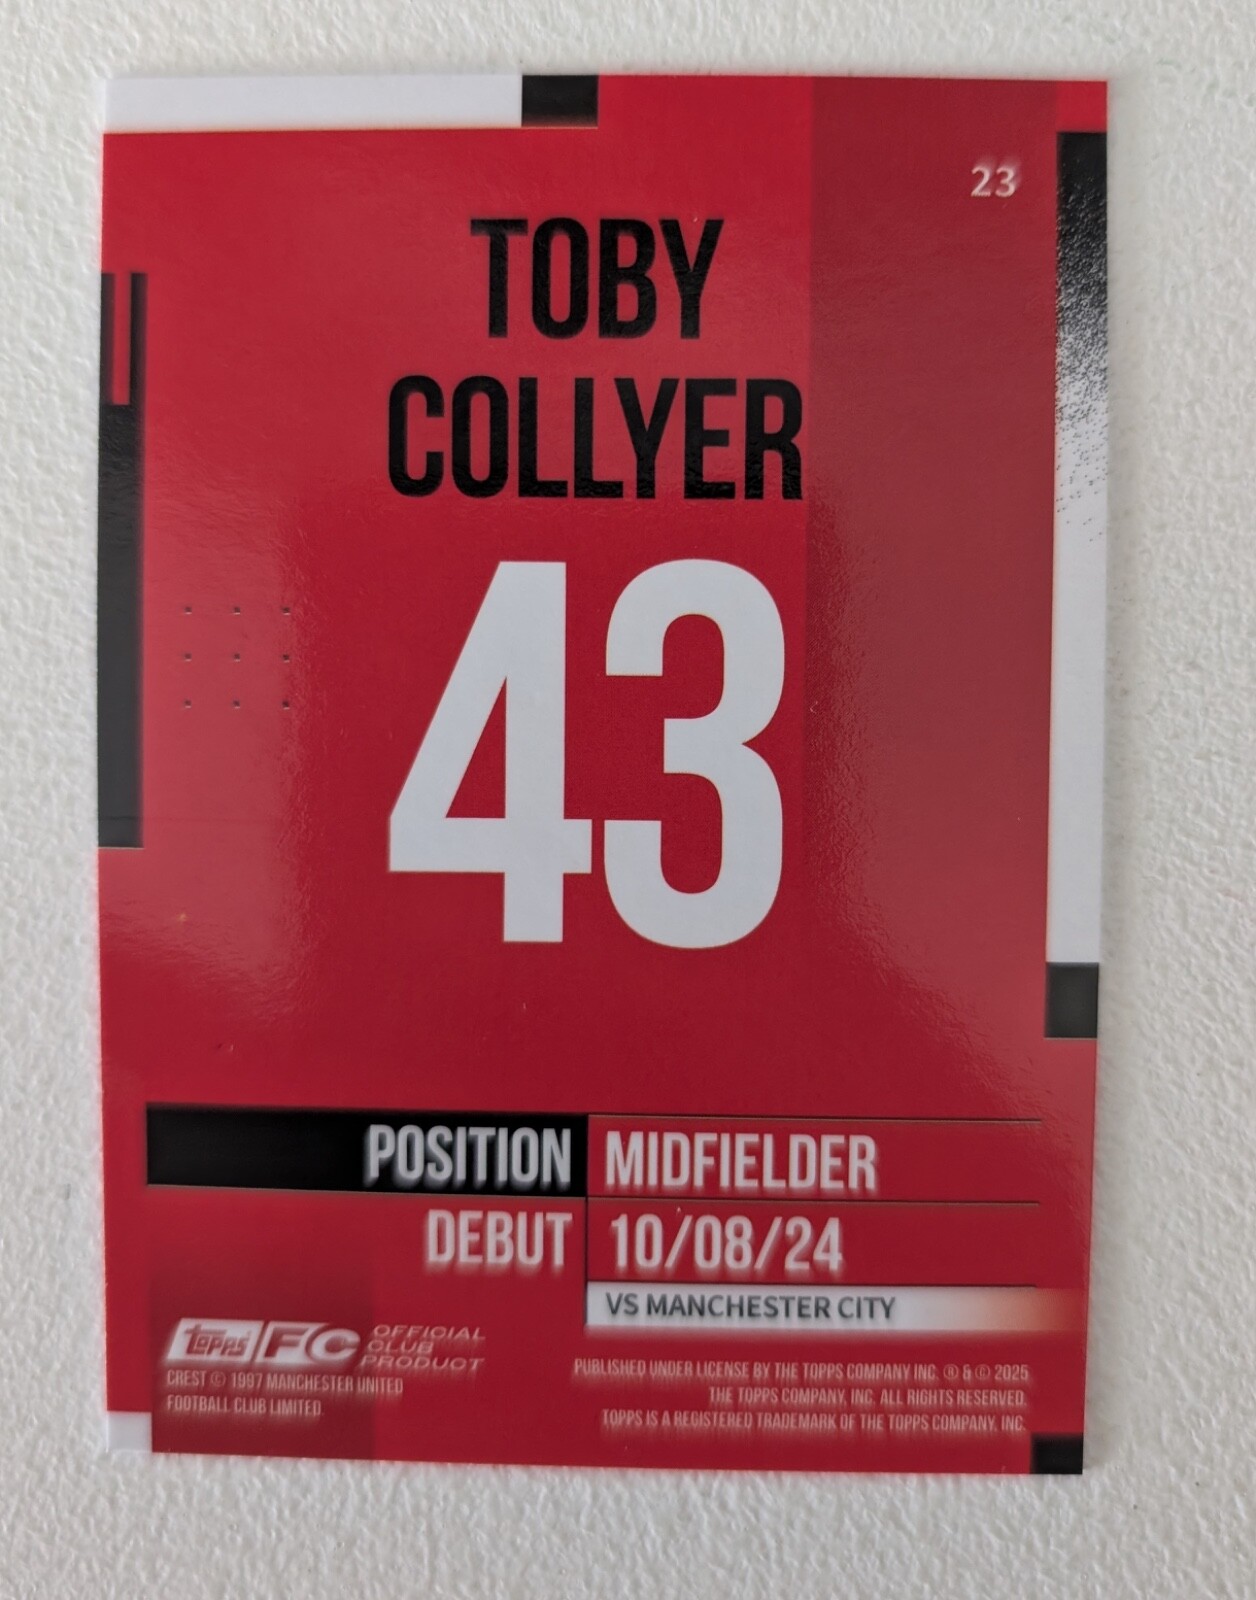 23
TOBY
COLLYER
43
POSITION MIDFIELDER
DEBUT 10/08/24
VS MANCHESTER CITY
topps FC OFFICIAL
CLUB
PRODUCT
CREST © 1997 MANCHESTER UNITED
FOOTBALL CLUB LIMITED.
PUBLISHED UNDER LICENSE BY THE TOPPS COMPANY INC. ® & © 2025
THE TOPPS COMPANY, INC. ALL RIGHTS RESERVED.
TOPPS IS A REGISTERED TRADEMARK OF THE TOPPS COMPANY, INC.